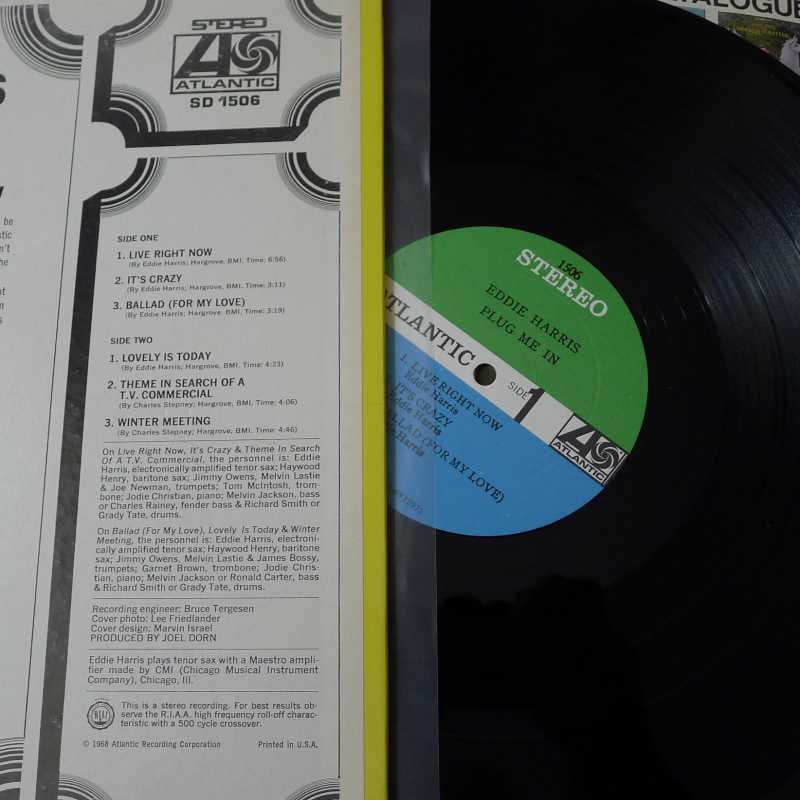 STEREO
ATLANTIC
SD 1506
S
y
be
stic
n't
he
nt
m
s
SIDE ONE
1. LIVE RIGHT NOW
(By Eddie Harris; Hargrove, BMI. Time: 6:56)
2. IT'S CRAZY
(By Eddie Harris; Hargrove, BMI. Time: 3:11)
3. BALLAD (FOR MY LOVE)
(By Eddie Harris; Hargrove, BMI. Time: 3:19)
SIDE TWO
1. LOVELY IS TODAY
(By Eddie Harris; Hargrove, BMI. Time: 4:23)
2. THEME IN SEARCH OF A
T.V. COMMERCIAL
(By Charles Stepney; Hargrove, BMI. Time: 4:06)
3. WINTER MEETING
(By Charles Stepney; Hargrove, BMI. Time: 4:46)
On Live Right Now, It's Crazy & Theme In Search
Of A T.V. Commercial, the personnel is: Eddie
Harris, electronically amplified tenor sax; Haywood
Henry, baritone sax; Jimmy Owens, Melvin Lastie
& Joe Newman, trumpets; Tom McIntosh, trom-
bone; Jodie Christian, piano; Melvin Jackson, bass
or Charles Rainey, fender bass & Richard Smith or
Grady Tate, drums.
On Ballad (For My Love), Lovely Is Today & Winter
Meeting, the personnel is: Eddie Harris, electroni-
cally amplified tenor sax; Haywood Henry, baritone
sax; Jimmy Owens, Melvin Lastie & James Bossy,
trumpets; Garnet Brown, trombone; Jodie Chris-
tian, piano; Melvin Jackson or Ronald Carter, bass
& Richard Smith or Grady Tate, drums.
Recording engineer: Bruce Tergesen
Cover photo: Lee Friedlander
Cover design: Marvin Israel
PRODUCED BY JOEL DORN
Eddie Harris plays tenor sax with a Maestro ampli-
fier made by CMI (Chicago Musical Instrument
Company), Chicago, Ill.
This is a stereo recording. For best results ob-
serve the R.I.A.A. high frequency roll-off charac-
teristic with a 500 cycle crossover.
© 1968 Atlantic Recording Corporation Printed in U.S.A.
TALOGUE
1506
STEREO
EDDIE HARRIS
PLUG ME IN
ATLANTIC
SIDE 1
1. LIVE RIGHT NOW
Eddie Harris
IT'S CRAZY
Eddie Harris
BALLAD (FOR MY LOVE)
Harris
ATLANTIC